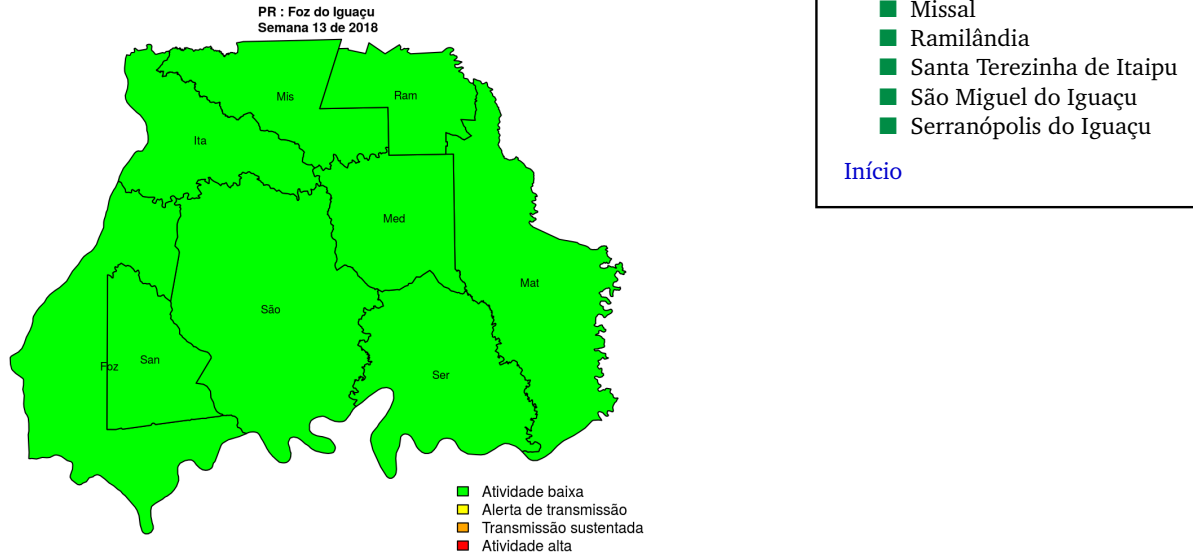 PR : Foz do Iguaçu
Semana 13 de 2018
Mis
Ram
Ita
Med
Mat
São
Foz
San
Ser
Atividade baixa
Alerta de transmissão
Transmissão sustentada
Atividade alta
Missal
Ramilândia
Santa Terezinha de Itaipu
São Miguel do Iguaçu
Serranópolis do Iguaçu
Início